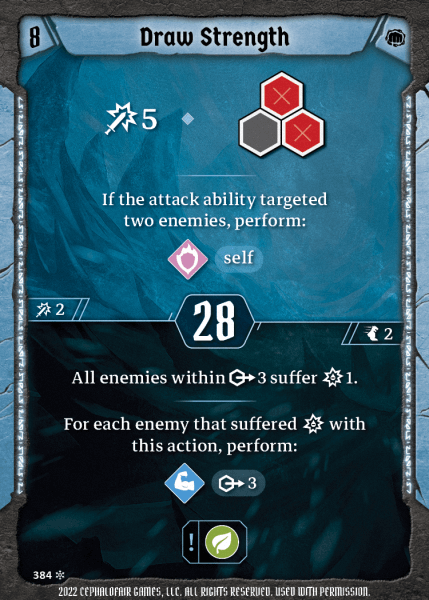 8
Draw Strength
5
If the attack ability targeted
two enemies, perform:
self
2
28
2
All enemies within 3 suffer 1.
For each enemy that suffered with
this action, perform:
3
!
384
2022 CEPHALOFAIR GAMES, LLC. ALL RIGHTS RESERVED. USED WITH PERMISSION.